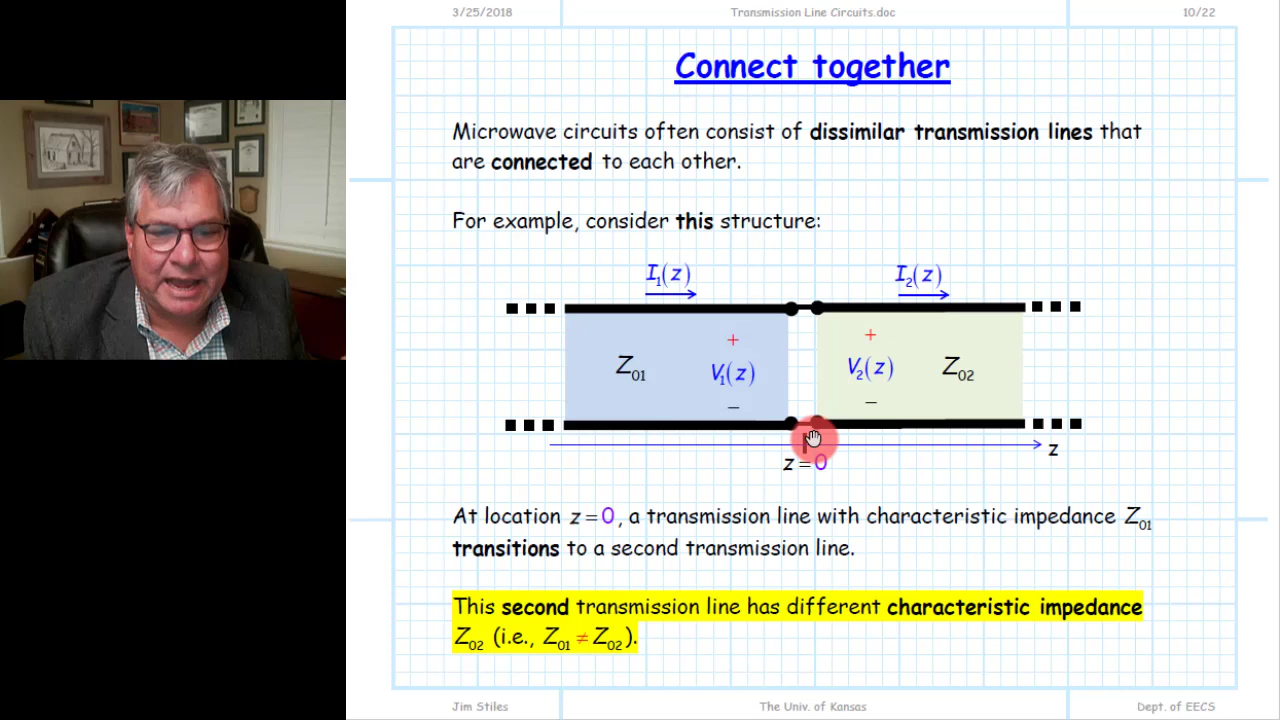 3/25/2018 Transmission Line Circuits.doc 10/22
Connect together
Microwave circuits often consist of dissimilar transmission lines that
are connected to each other.
For example, consider this structure:
I₁(z) I₂(z)
+ +
Z₀₁ V₁(z) V₂(z) Z₀₂
− −
z
z = 0
At location z = 0, a transmission line with characteristic impedance Z₀₁
transitions to a second transmission line.
This second transmission line has different characteristic impedance
Z₀₂ (i.e., Z₀₁ ≠ Z₀₂).
Jim Stiles The Univ. of Kansas Dept. of EECS